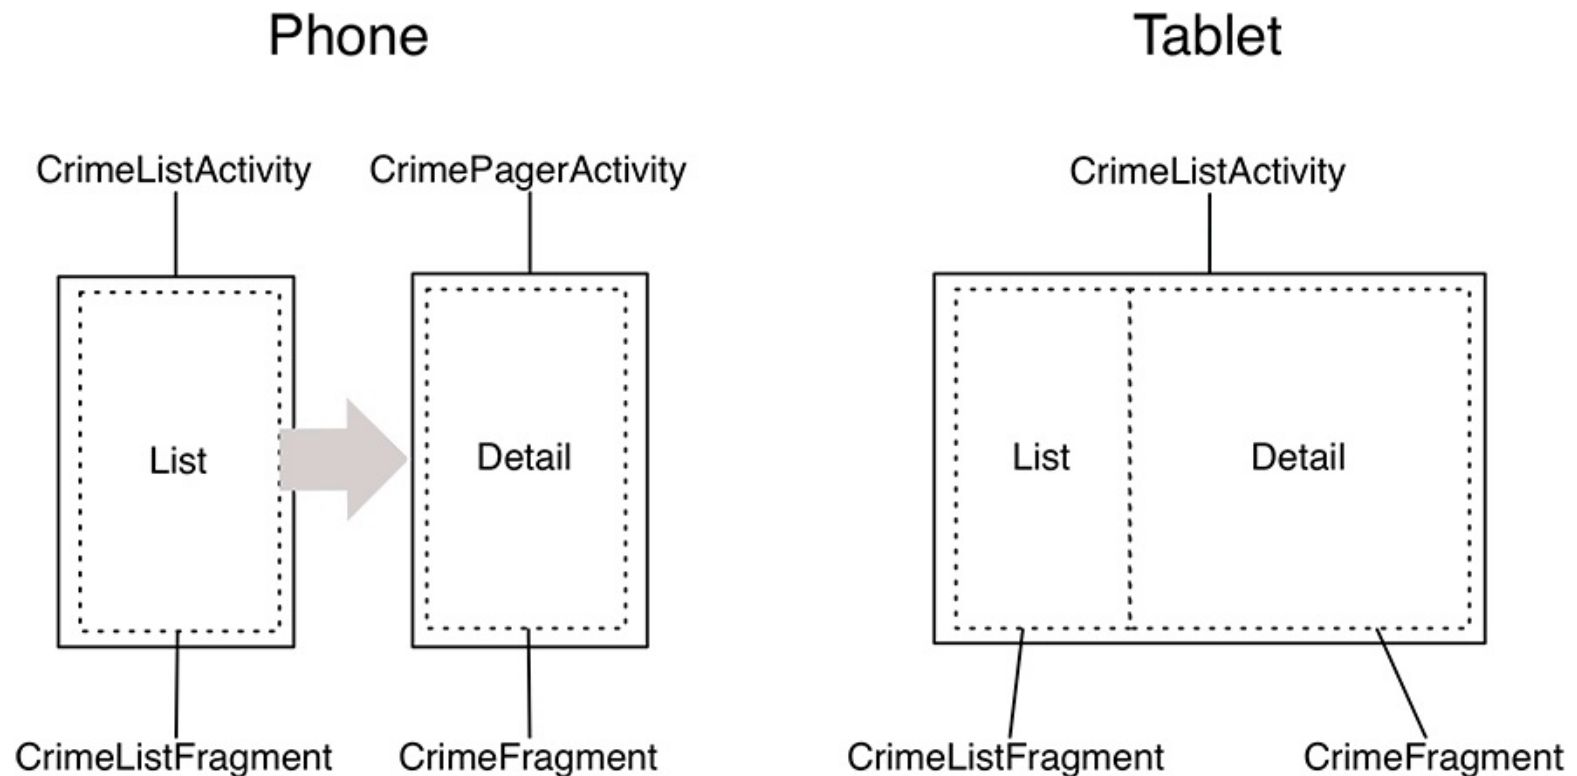 Phone
Tablet
CrimeListActivity
CrimePagerActivity
CrimeListActivity
List
Detail
List
Detail
CrimeListFragment
CrimeFragment
CrimeListFragment
CrimeFragment